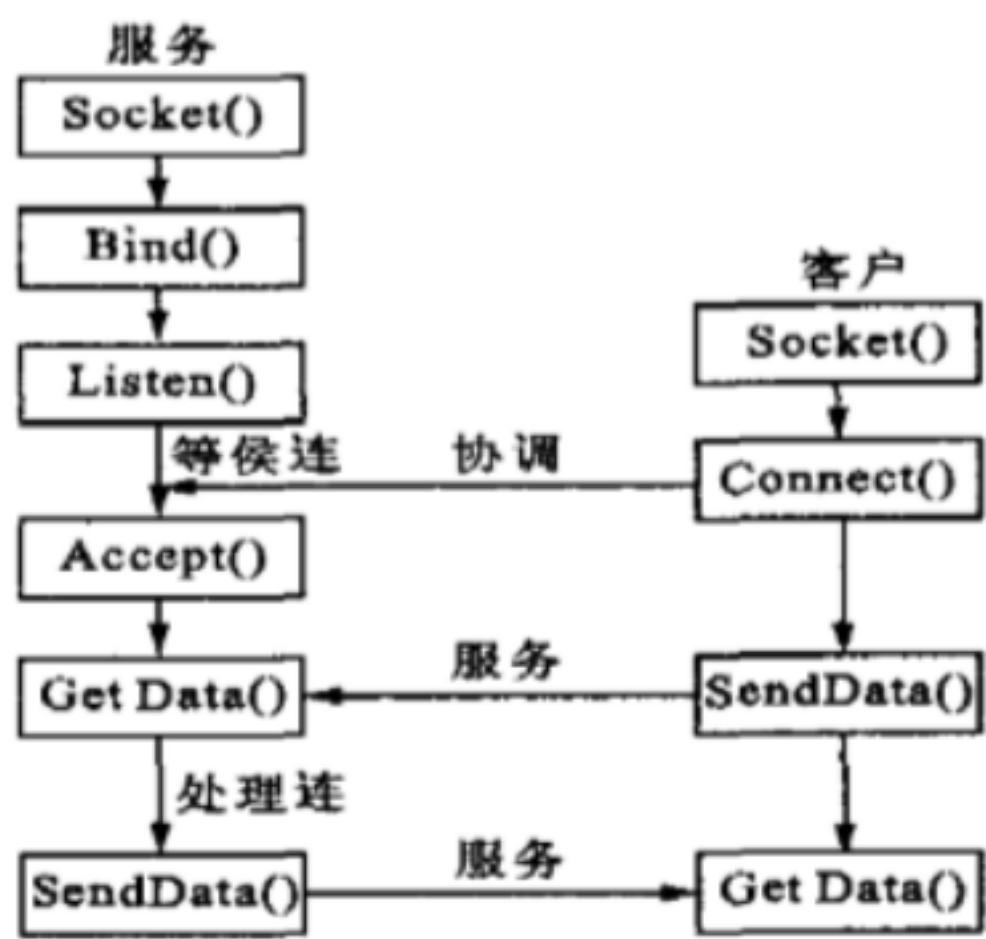 服务
Socket()
Bind()
Listen()
等侯连
Accept()
Get Data()
处理连
SendData()
协调
服务
服务
客户
Socket()
Connect()
SendData()
Get Data()